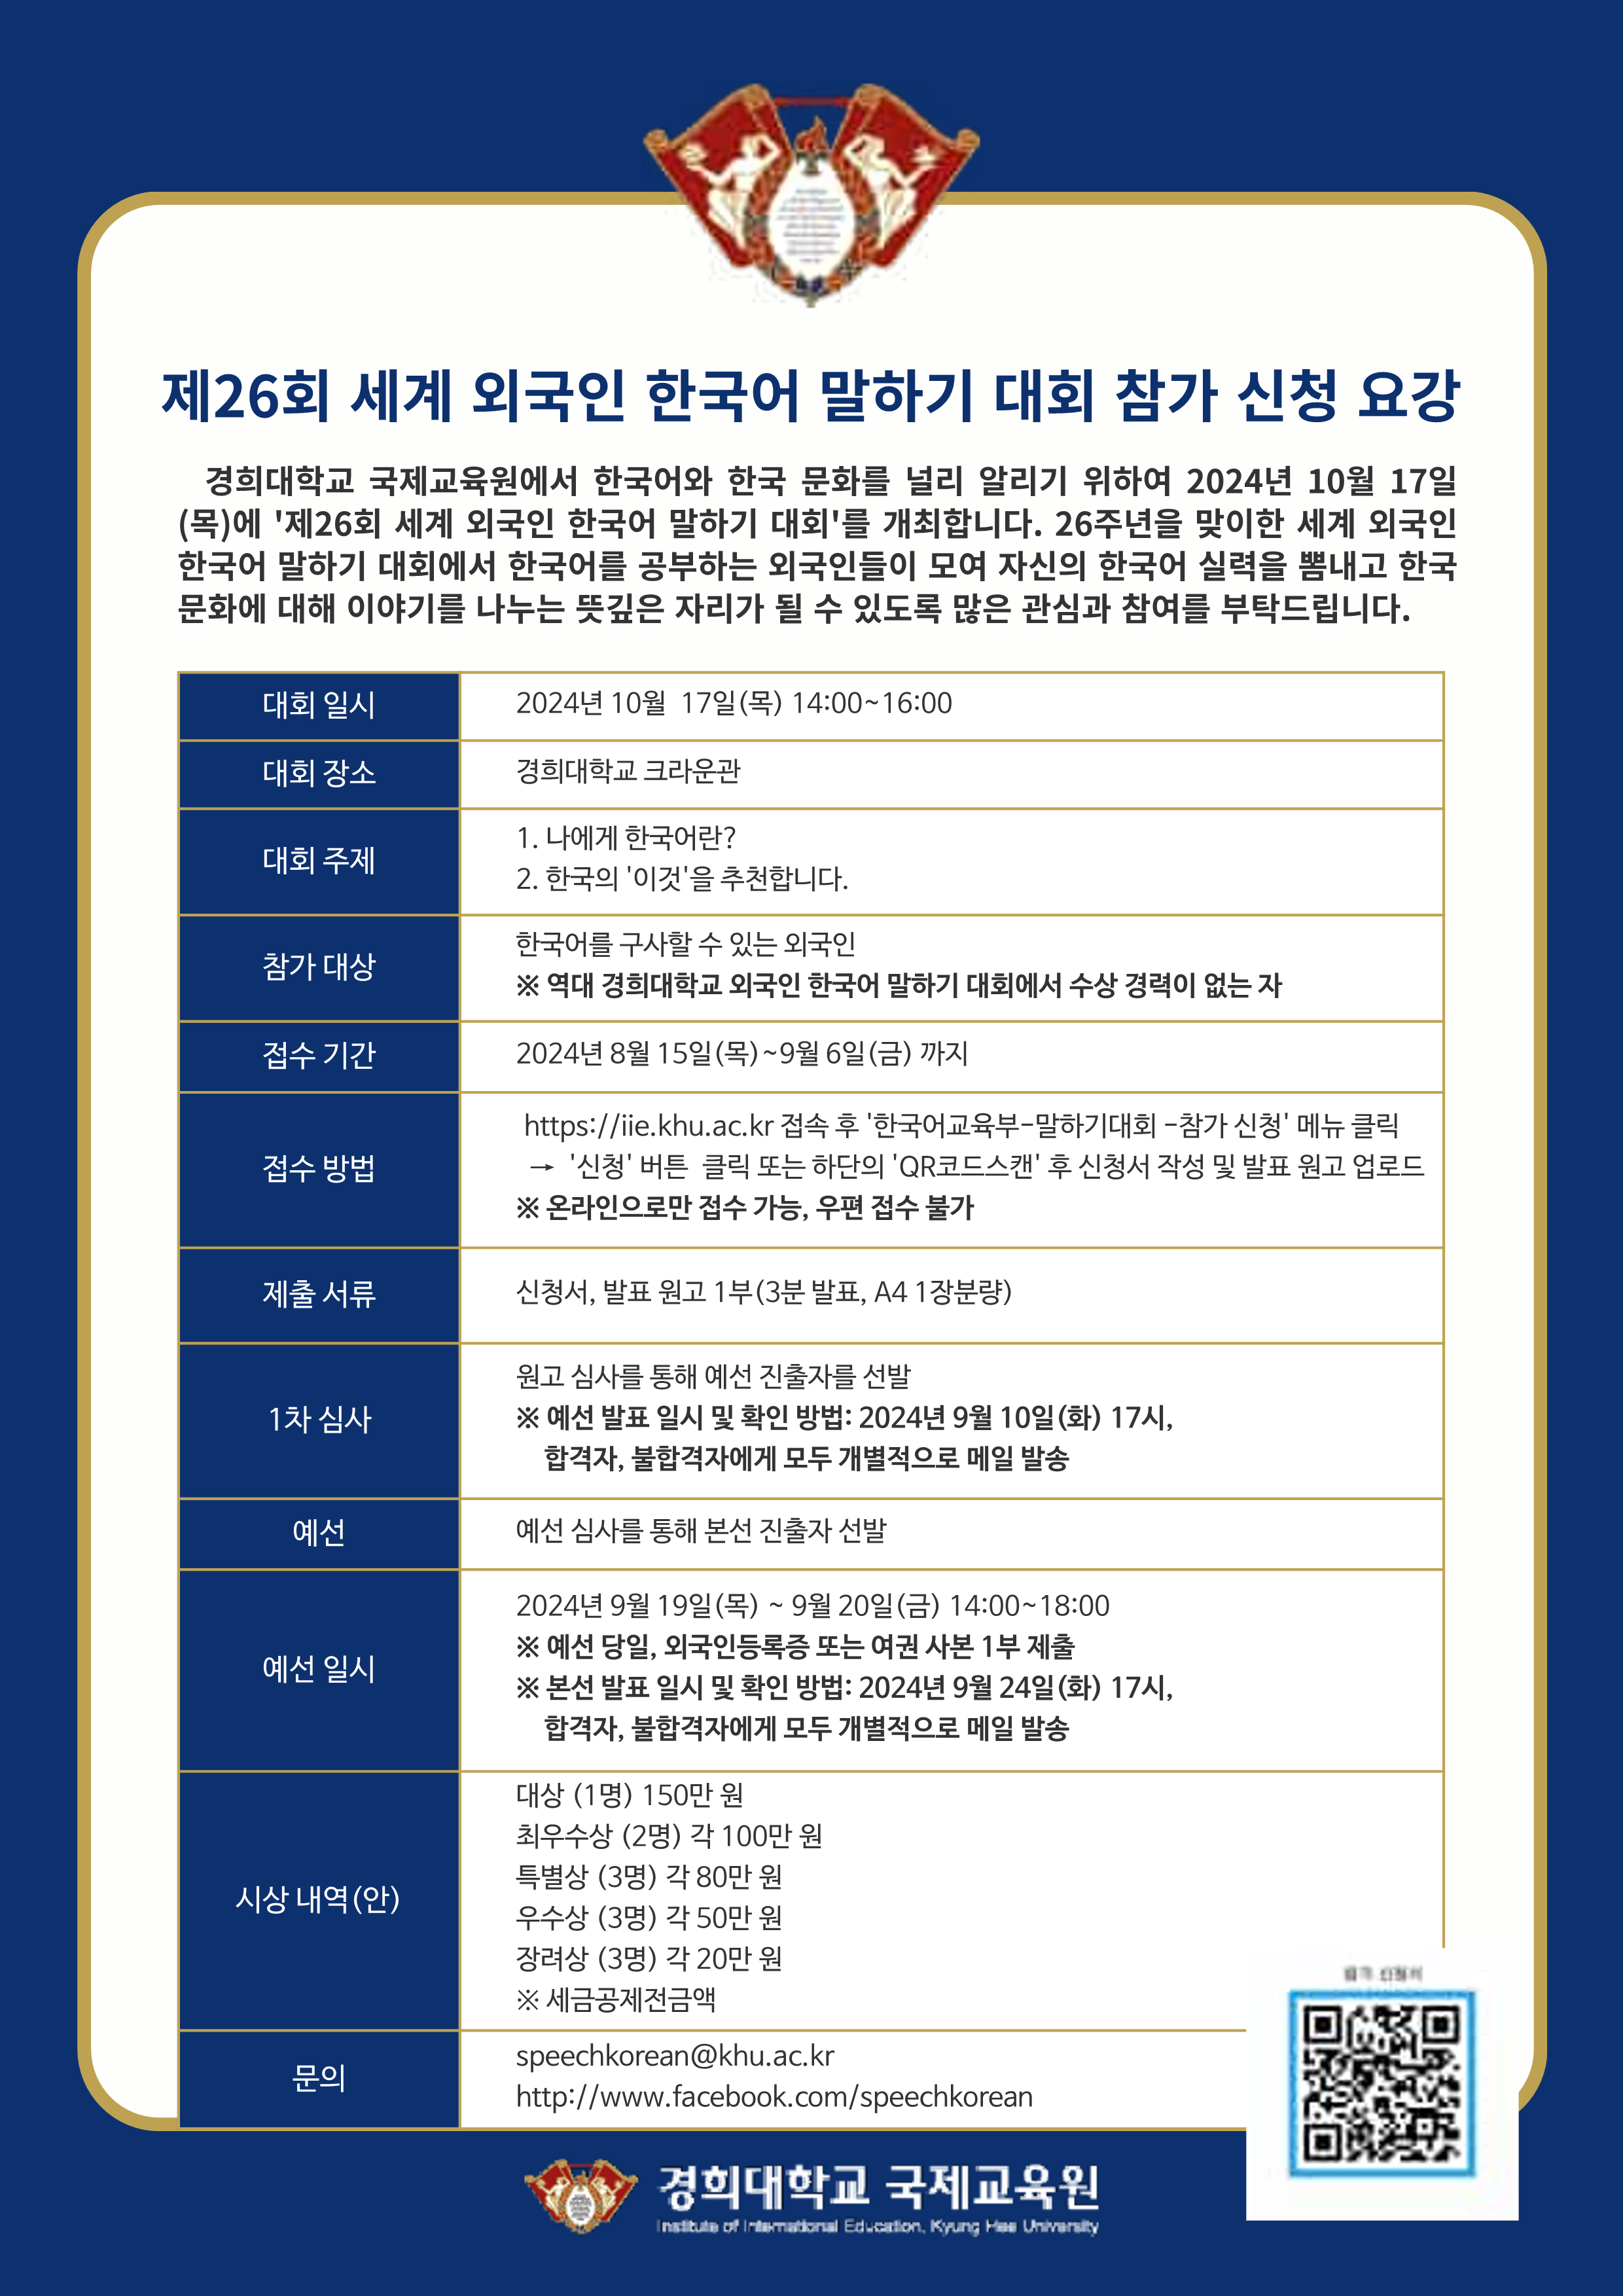 제26회 세계 외국인 한국어 말하기 대회 참가 신청 요강
경희대학교 국제교육원에서 한국어와 한국 문화를 널리 알리기 위하여 2024년 10월 17일
(목)에 '제26회 세계 외국인 한국어 말하기 대회'를 개최합니다. 26주년을 맞이한 세계 외국인
한국어 말하기 대회에서 한국어를 공부하는 외국인들이 모여 자신의 한국어 실력을 뽐내고 한국
문화에 대해 이야기를 나누는 뜻깊은 자리가 될 수 있도록 많은 관심과 참여를 부탁드립니다.
대회 일시
2024년 10월 17일(목) 14:00~16:00
대회 장소
경희대학교 크라운관
대회 주제
1. 나에게 한국어란?
2. 한국의 '이것'을 추천합니다.
참가 대상
한국어를 구사할 수 있는 외국인
※ 역대 경희대학교 외국인 한국어 말하기 대회에서 수상 경력이 없는 자
접수 기간
2024년 8월 15일(목)~9월 6일(금) 까지
접수 방법
https://iie.khu.ac.kr 접속 후 '한국어교육부-말하기대회 -참가 신청' 메뉴 클릭
→ '신청' 버튼 클릭 또는 하단의 'QR코드스캔' 후 신청서 작성 및 발표 원고 업로드
※ 온라인으로만 접수 가능, 우편 접수 불가
제출 서류
신청서, 발표 원고 1부(3분 발표, A4 1장분량)
1차 심사
원고 심사를 통해 예선 진출자를 선발
※ 예선 발표 일시 및 확인 방법: 2024년 9월 10일(화) 17시,
합격자, 불합격자에게 모두 개별적으로 메일 발송
예선
예선 심사를 통해 본선 진출자 선발
예선 일시
2024년 9월 19일(목) ~ 9월 20일(금) 14:00~18:00
※ 예선 당일, 외국인등록증 또는 여권 사본 1부 제출
※ 본선 발표 일시 및 확인 방법: 2024년 9월 24일(화) 17시,
합격자, 불합격자에게 모두 개별적으로 메일 발송
시상 내역(안)
대상 (1명) 150만 원
최우수상 (2명) 각 100만 원
특별상 (3명) 각 80만 원
우수상 (3명) 각 50만 원
장려상 (3명) 각 20만 원
※ 세금공제전금액
문의
speechkorean@khu.ac.kr
http://www.facebook.com/speechkorean
참가 신청서
경희대학교 국제교육원
Institute of International Education, Kyung Hee University